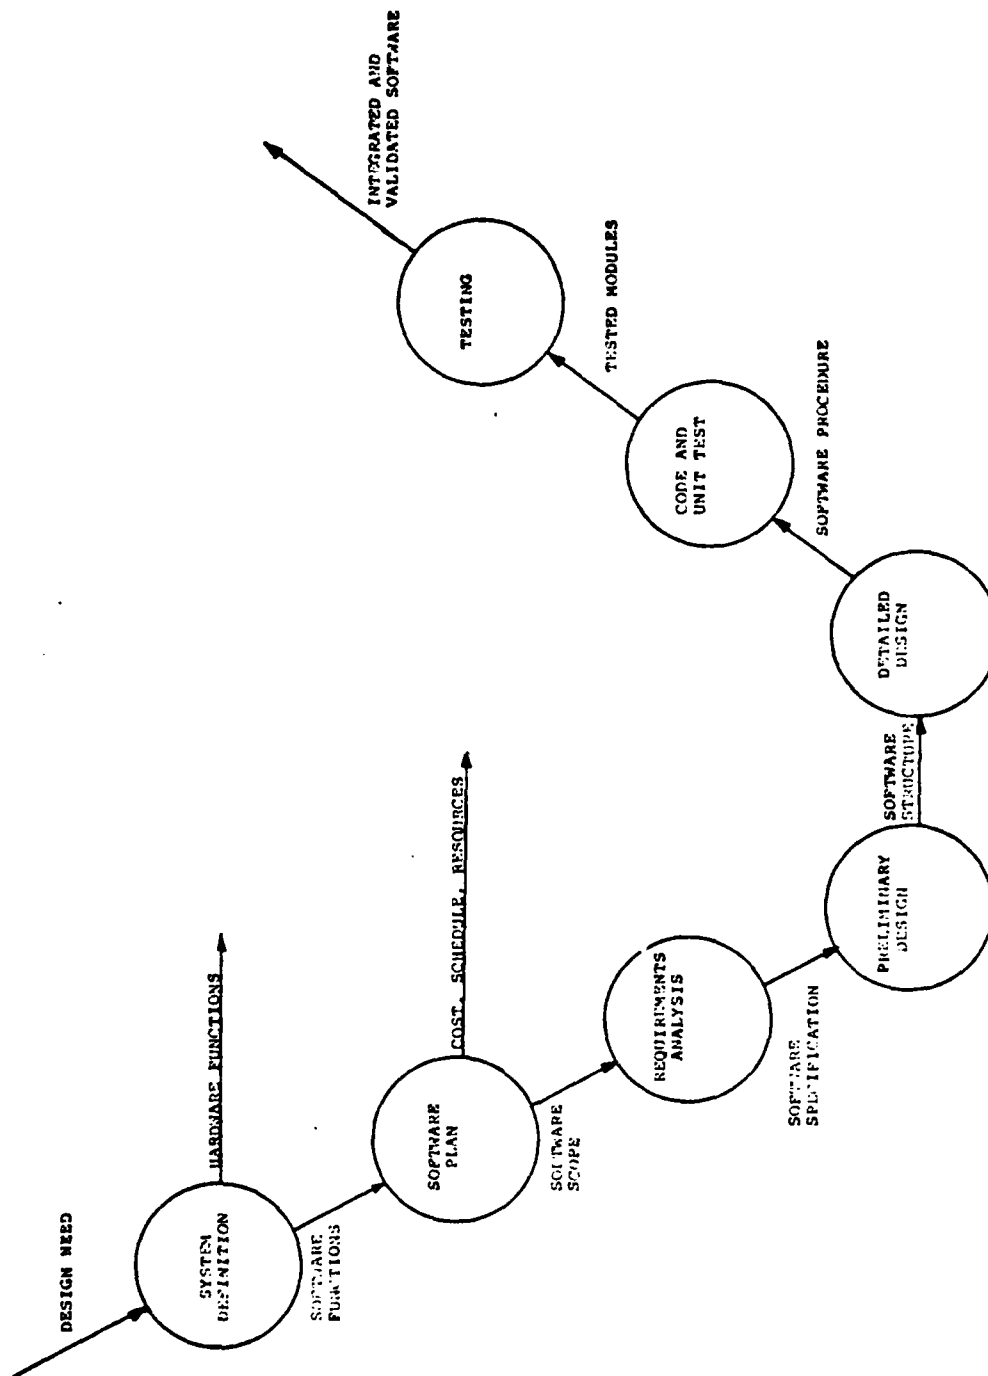 DESIGN NEED
SYSTEM
DEFINITION
HARDWARE FUNCTIONS
SOFTWARE
FUNCTIONS
SOFTWARE
PLAN
COST, SCHEDULE, RESOURCES
SOFTWARE
SCOPE
REQUIREMENTS
ANALYSIS
SOFTWARE
SPECIFICATION
PRELIMINARY
DESIGN
SOFTWARE
STRUCTURE
DETAILED
DESIGN
SOFTWARE PROCEDURE
CODE AND
UNIT TEST
TESTED MODULES
TESTING
INTEGRATED AND
VALIDATED SOFTWARE